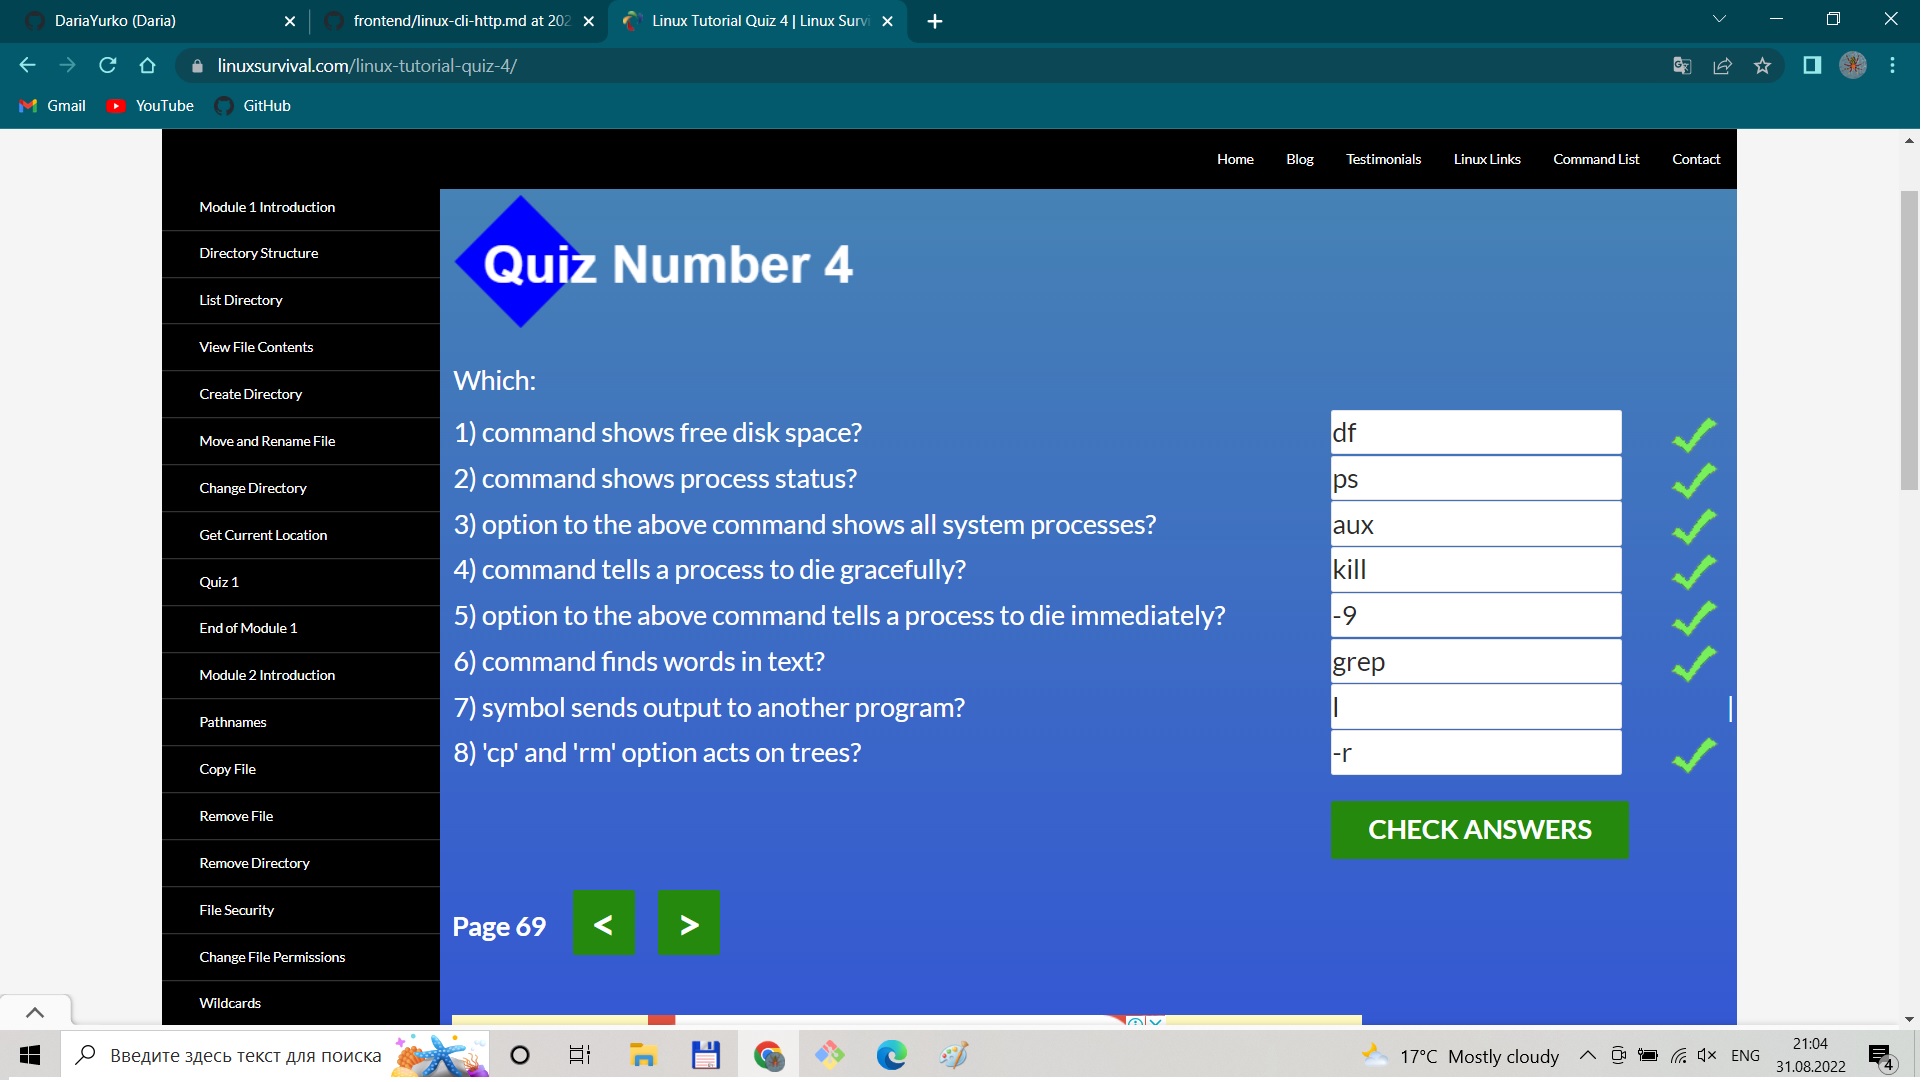 DariaYurko (Daria)
frontend/linux-cli-http.md at 202
Linux Tutorial Quiz 4 | Linux Survi
linuxsurvival.com/linux-tutorial-quiz-4/
Gmail
YouTube
GitHub
Home
Blog
Testimonials
Linux Links
Command List
Contact
Module 1 Introduction
Directory Structure
List Directory
View File Contents
Create Directory
Move and Rename File
Change Directory
Get Current Location
Quiz 1
End of Module 1
Module 2 Introduction
Pathnames
Copy File
Remove File
Remove Directory
File Security
Change File Permissions
Wildcards
Quiz Number 4
Which:
1) command shows free disk space? df
2) command shows process status? ps
3) option to the above command shows all system processes? aux
4) command tells a process to die gracefully? kill
5) option to the above command tells a process to die immediately? -9
6) command finds words in text? grep
7) symbol sends output to another program? l |
8) 'cp' and 'rm' option acts on trees? -r
CHECK ANSWERS
Page 69 < >
Введите здесь текст для поиска
17°C Mostly cloudy
ENG
21:04
31.08.2022
4